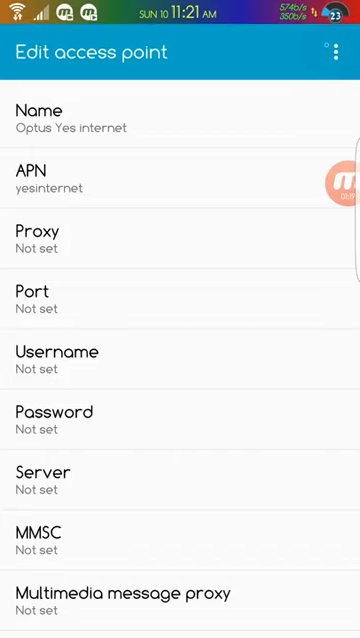 574b/s
350b/s
SUN 10 11:21 AM
23
Edit access point
Name
Optus Yes internet
APN
yesinternet
03:19
Proxy
Not set
Port
Not set
Username
Not set
Password
Not set
Server
Not set
MMSC
Not set
Multimedia message proxy
Not set